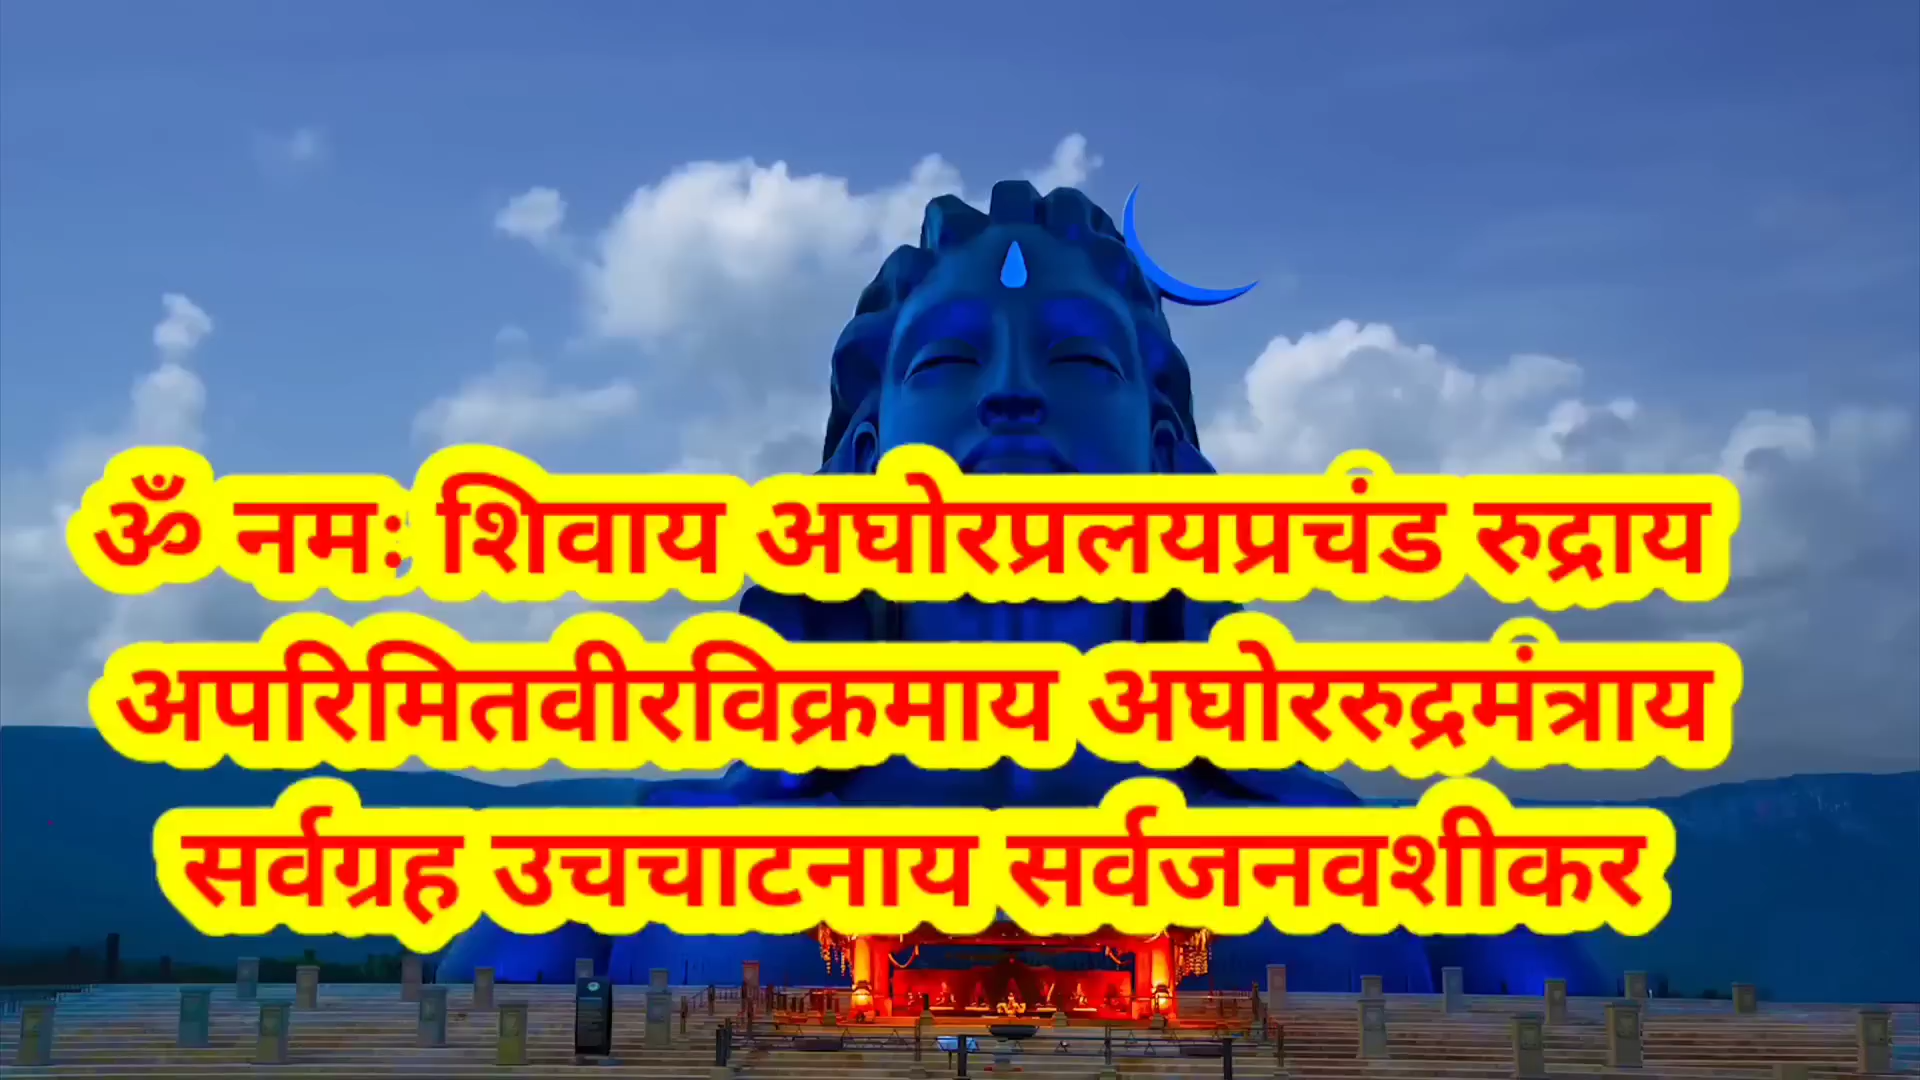 ॐ नमः शिवाय अघोरप्रलयप्रचंड रुद्राय
अपरिमितवीरविक्रमाय अघोररुद्रमंत्राय
सर्वग्रह उचचाटनाय सर्वजनवशीकर